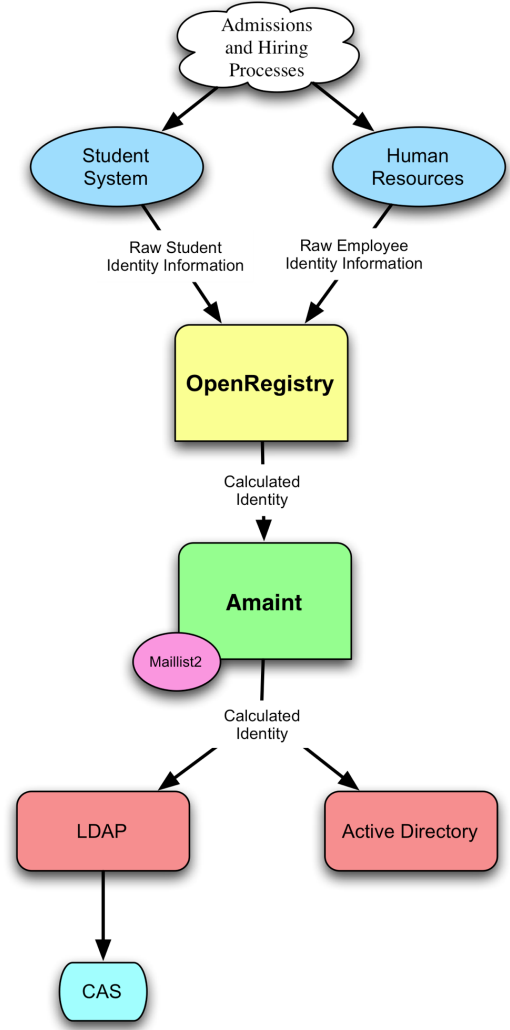 Admissions
and Hiring
Processes
Student
System
Human
Resources
Raw Student
Identity Information
Raw Employee
Identity Information
OpenRegistry
Calculated
Identity
Amaint
Maillist2
Calculated
Identity
LDAP
Active Directory
CAS